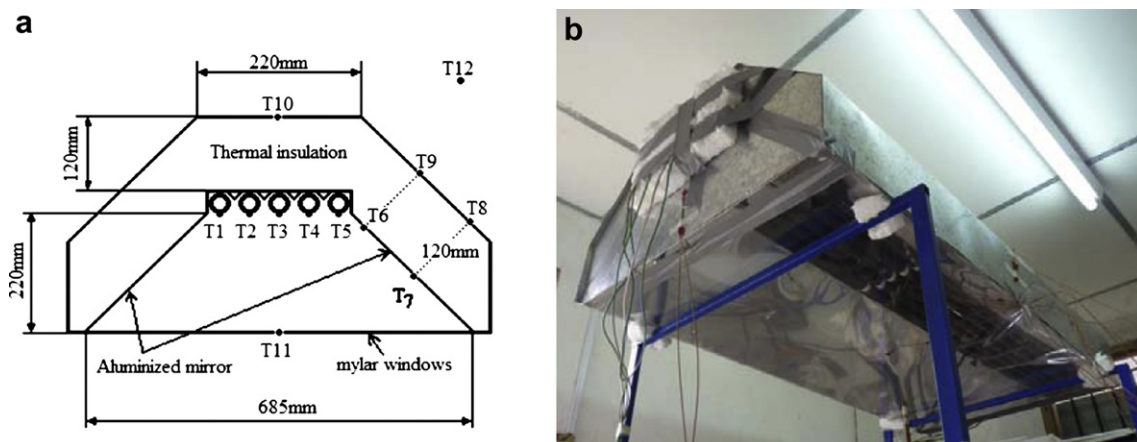 a
b
220mm
T12
T10
120mm
Thermal insulation
T9
T8
T6
T1 T2 T3 T4 T5
120mm
220mm
T7
T11
Aluminized mirror
mylar windows
685mm